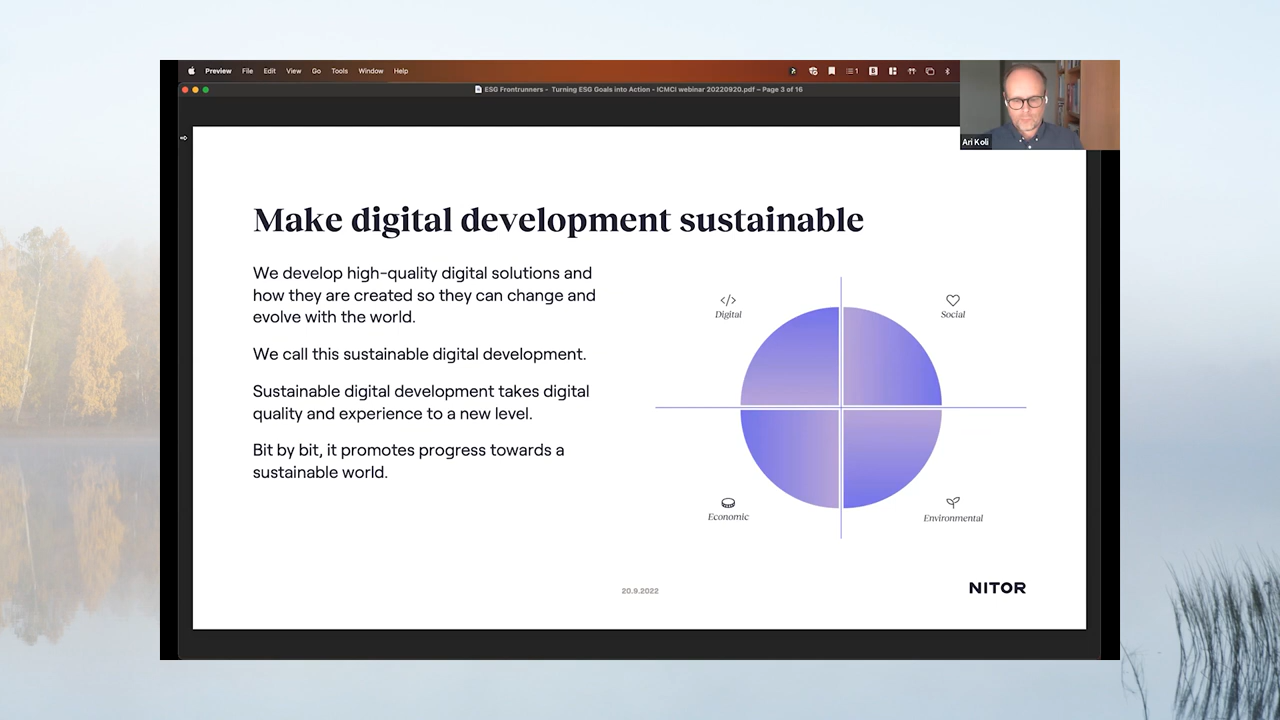 Preview File Edit View Go Tools Window Help
1
ESG Frontrunners - Turning ESG Goals into Action - ICMCI webinar 20220920.pdf – Page 3 of 16
Ari Koli
Make digital development sustainable
We develop high-quality digital solutions and
how they are created so they can change and
evolve with the world.
We call this sustainable digital development.
Sustainable digital development takes digital
quality and experience to a new level.
Bit by bit, it promotes progress towards a
sustainable world.
</>
Digital
Social
Economic
Environmental
20.9.2022
NITOR